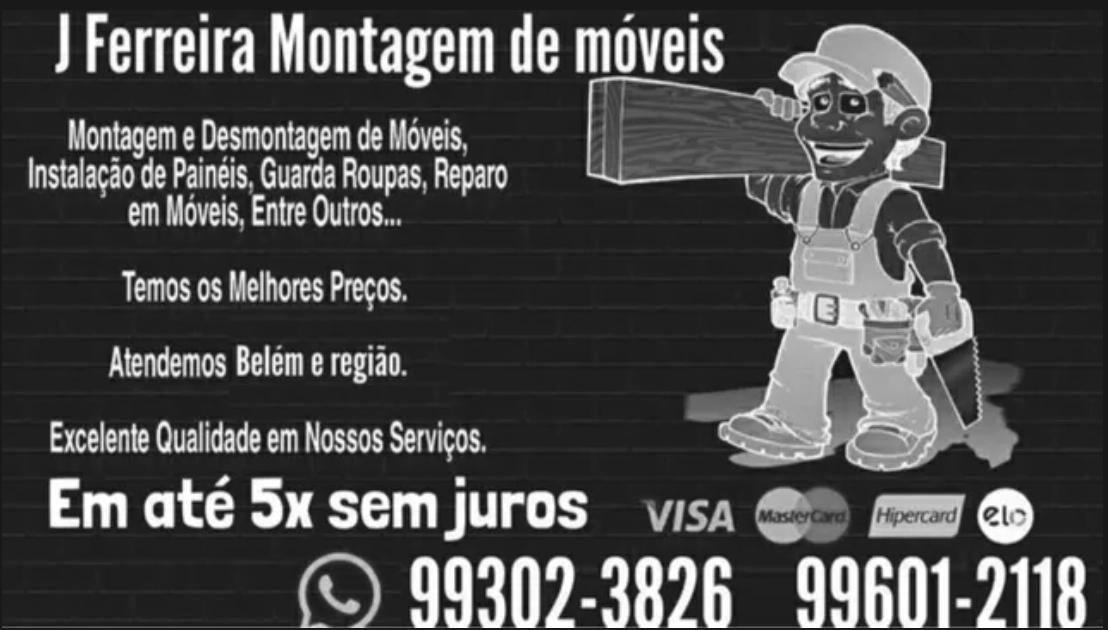 J Ferreira Montagem de móveis
Montagem e Desmontagem de Móveis,
Instalação de Painéis, Guarda Roupas, Reparo
em Móveis, Entre Outros...
Temos os Melhores Preços.
Atendemos Belém e região.
Excelente Qualidade em Nossos Serviços.
Em até 5x sem juros
VISA MasterCard Hipercard elo
99302-3826 99601-2118